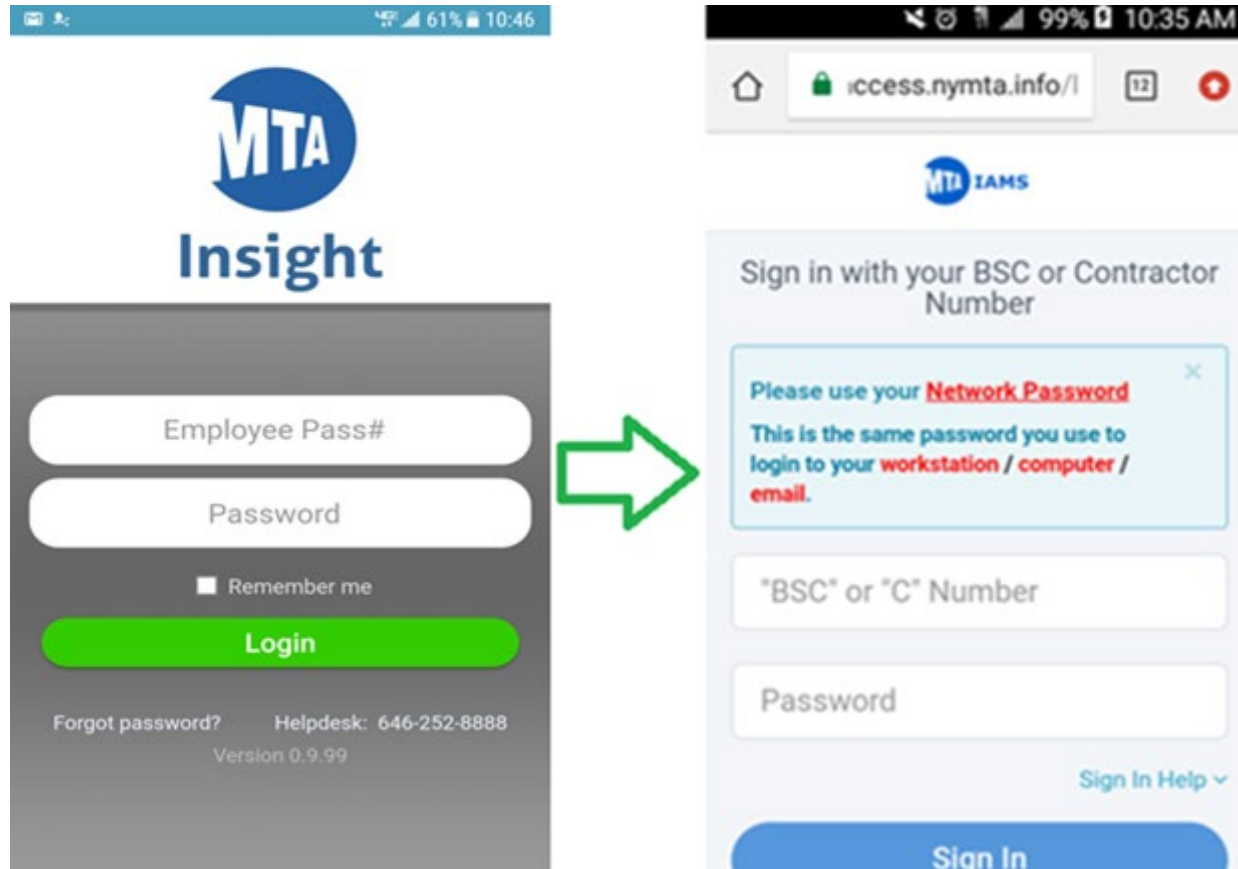 61% 10:46
MTA
Insight
Employee Pass#
Password
Remember me
Login
Forgot password? Helpdesk: 646-252-8888
Version 0.9.99
99% 10:35 AM
ccess.nymta.info/l
12
MTA IAMS
Sign in with your BSC or Contractor
Number
Please use your Network Password
This is the same password you use to
login to your workstation / computer /
email.
"BSC" or "C" Number
Password
Sign In Help
Sign In